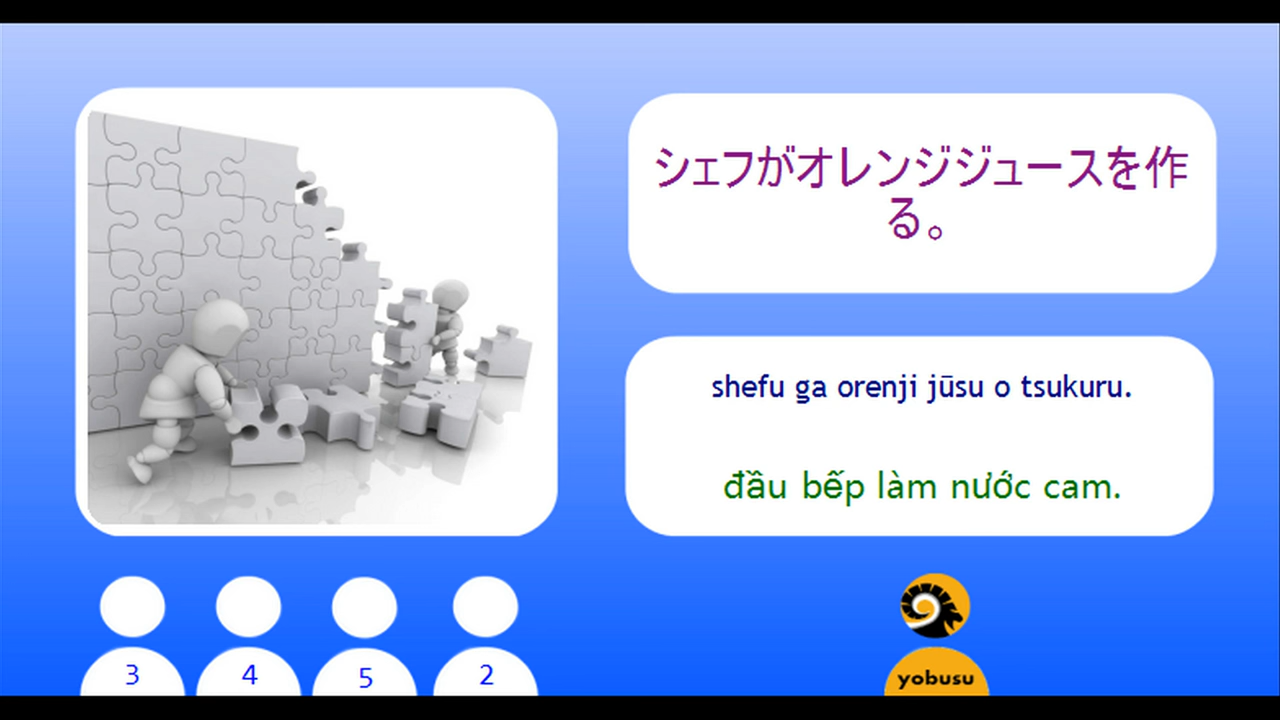 シェフがオレンジジュースを作
る。
shefu ga orenji jūsu o tsukuru.
đầu bếp làm nước cam.
3
4
5
2
yobusu